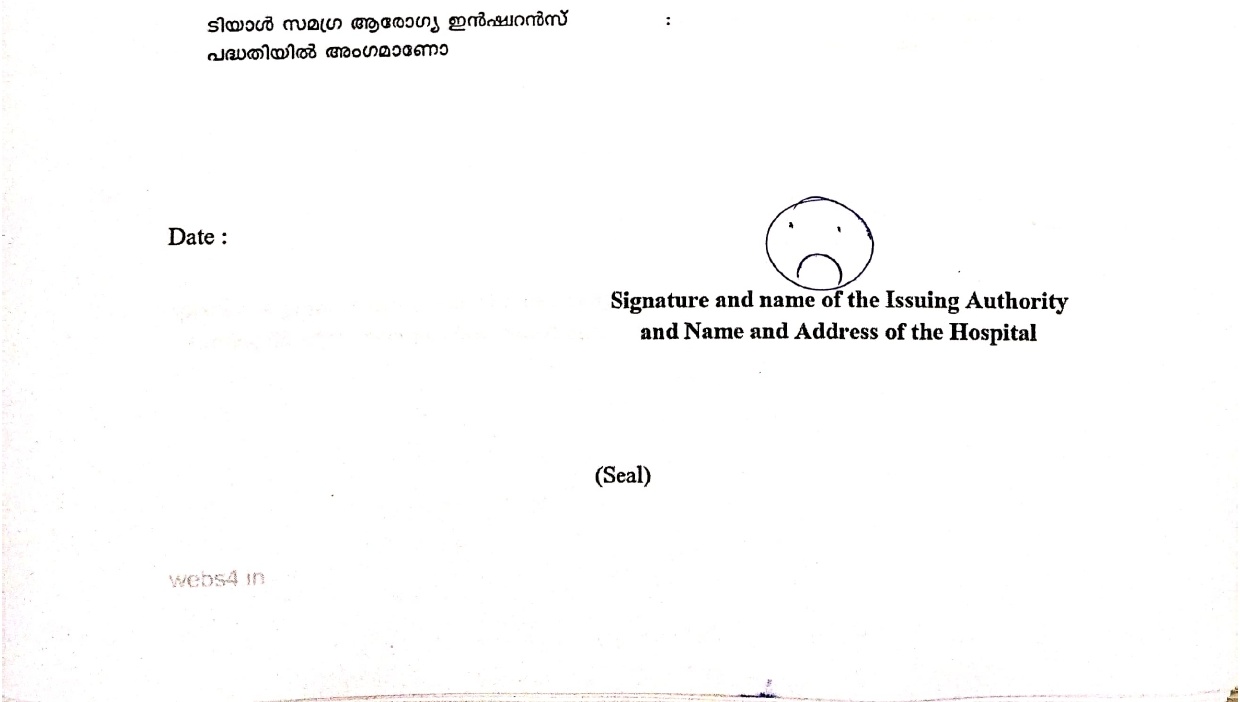 ടിയാൾ സമഗ്ര ആരോഗ്യ ഇൻഷുറൻസ് :
പദ്ധതിയിൽ അംഗമാണോ
Date :
Signature and name of the Issuing Authority
and Name and Address of the Hospital
(Seal)
webs4 in